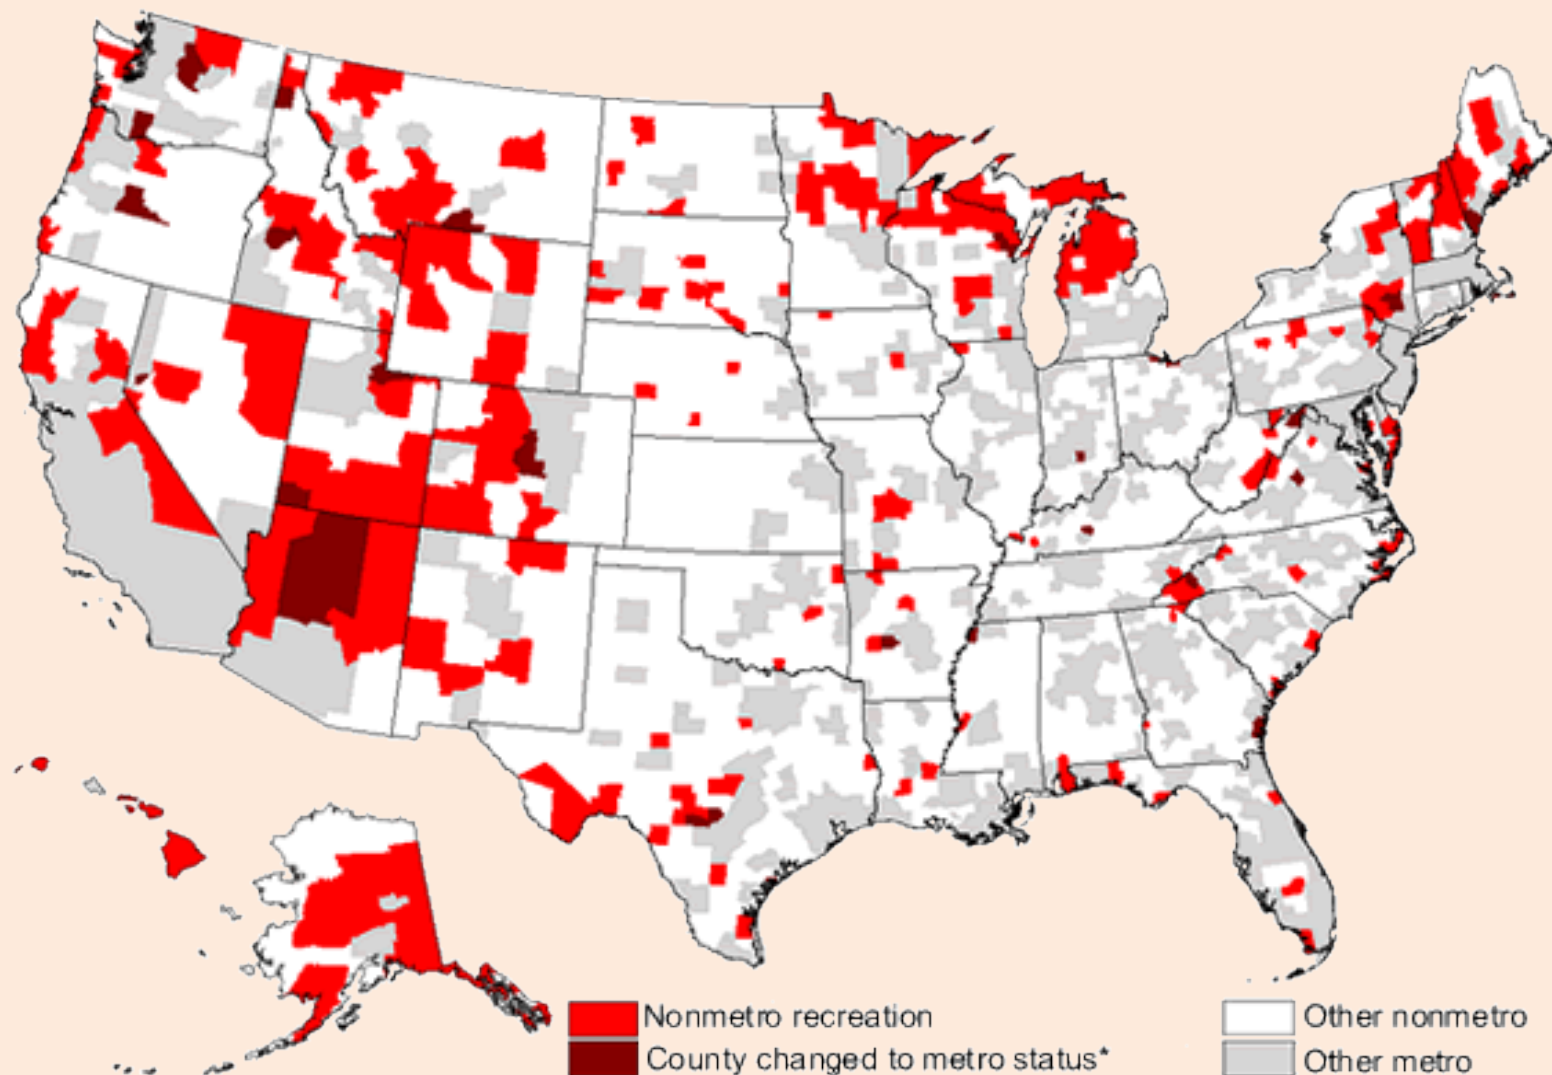 Nonmetro recreation
County changed to metro status*
Other nonmetro
Other metro